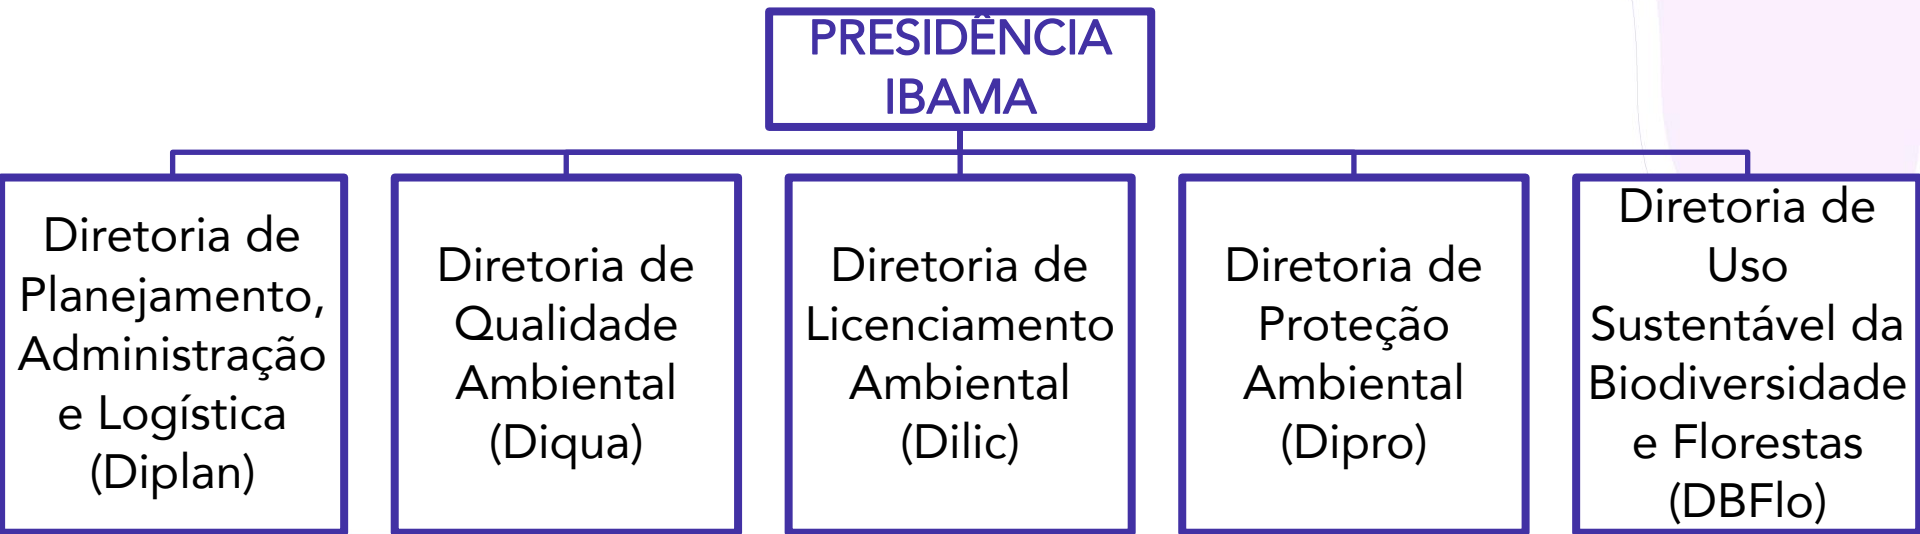 PRESIDÊNCIA
IBAMA
Diretoria de
Planejamento,
Administração
e Logística
(Diplan)
Diretoria de
Qualidade
Ambiental
(Diqua)
Diretoria de
Licenciamento
Ambiental
(Dilic)
Diretoria de
Proteção
Ambiental
(Dipro)
Diretoria de
Uso
Sustentável da
Biodiversidade
e Florestas
(DBFlo)